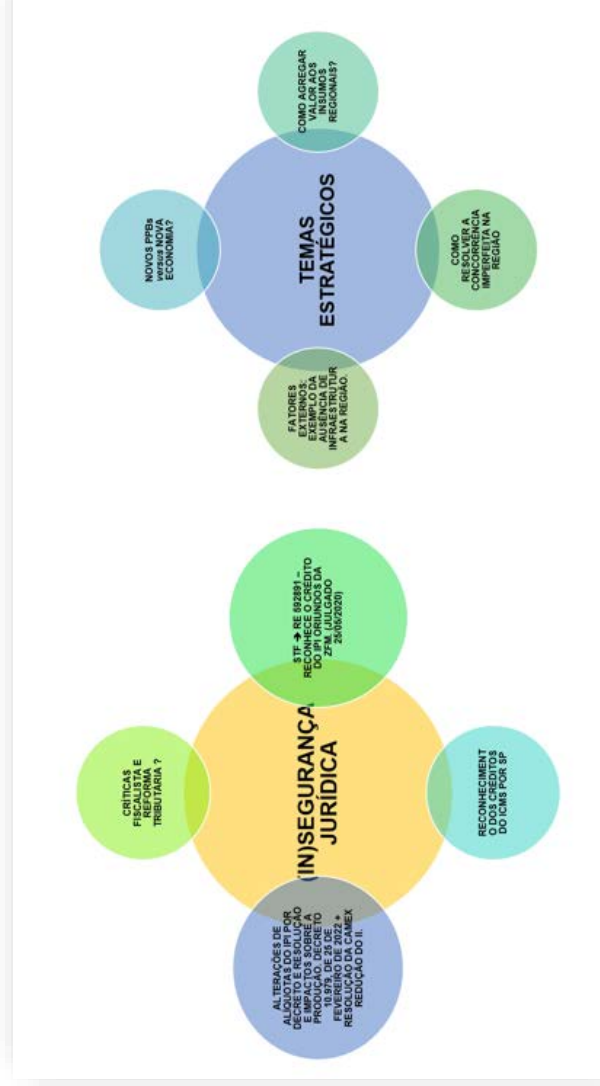 CRÍTICAS
FISCALISTA E
REFORMA
TRIBUTÁRIA ?
ALTERAÇÕES DE
ALÍQUOTAS DO IPI POR
DECRETO E RESOLUÇÃO
E IMPACTOS SOBRE A
PRODUÇÃO. DECRETO
10.979, DE 25 DE
FEVEREIRO DE 2022 +
RESOLUÇÃO DA CAMEX
REDUÇÃO DO II.
(IN)SEGURANÇA
JURÍDICA
STF → RE 592891 –
RECONHECE O CRÉDITO
DO IPI ORIUNDOS DA
ZFM. (JULGADO
25/05/2020)
RECONHECIMENT
O DOS CRÉDITOS
DO ICMS POR SP
NOVOS PPBs
versus NOVA
ECONOMIA?
FATORES
EXTERNOS:
EXEMPLO DA
AUSÊNCIA DE
INFRAESTRUTUR
A NA REGIÃO.
TEMAS
ESTRATÉGICOS
COMO AGREGAR
VALOR AOS
INSUMOS
REGIONAIS?
COMO
RESOLVER A
CONCORRÊNCIA
IMPERFEITA NA
REGIÃO